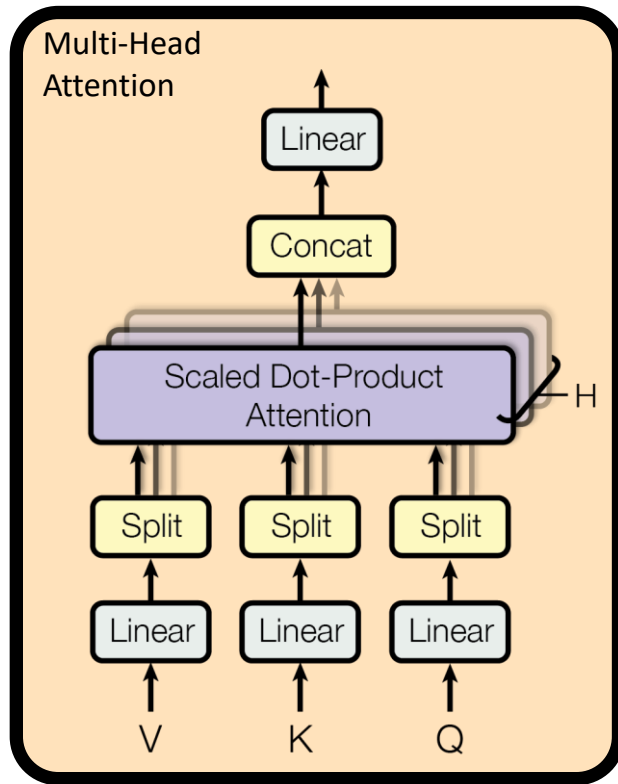 Multi-Head
Attention
Linear
Concat
Scaled Dot-Product
Attention
H
Split Split Split
Linear Linear Linear
V K Q